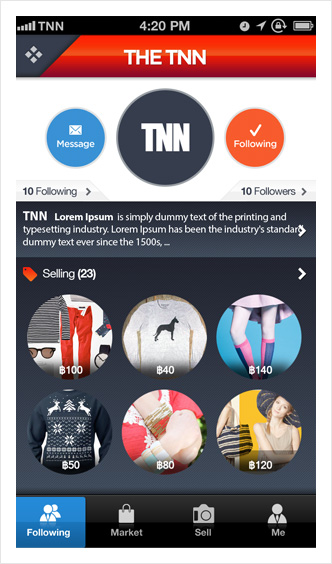 TNN 4:20 PM
THE TNN
Message
TNN
Following
10 Following
10 Followers
TNN Lorem Ipsum is simply dummy text of the printing and
typesetting industry. Lorem Ipsum has been the industry's standard
dummy text ever since the 1500s, ...
Selling (23)
฿100
฿40
฿140
฿50
฿80
฿120
Following
Market
Sell
Me